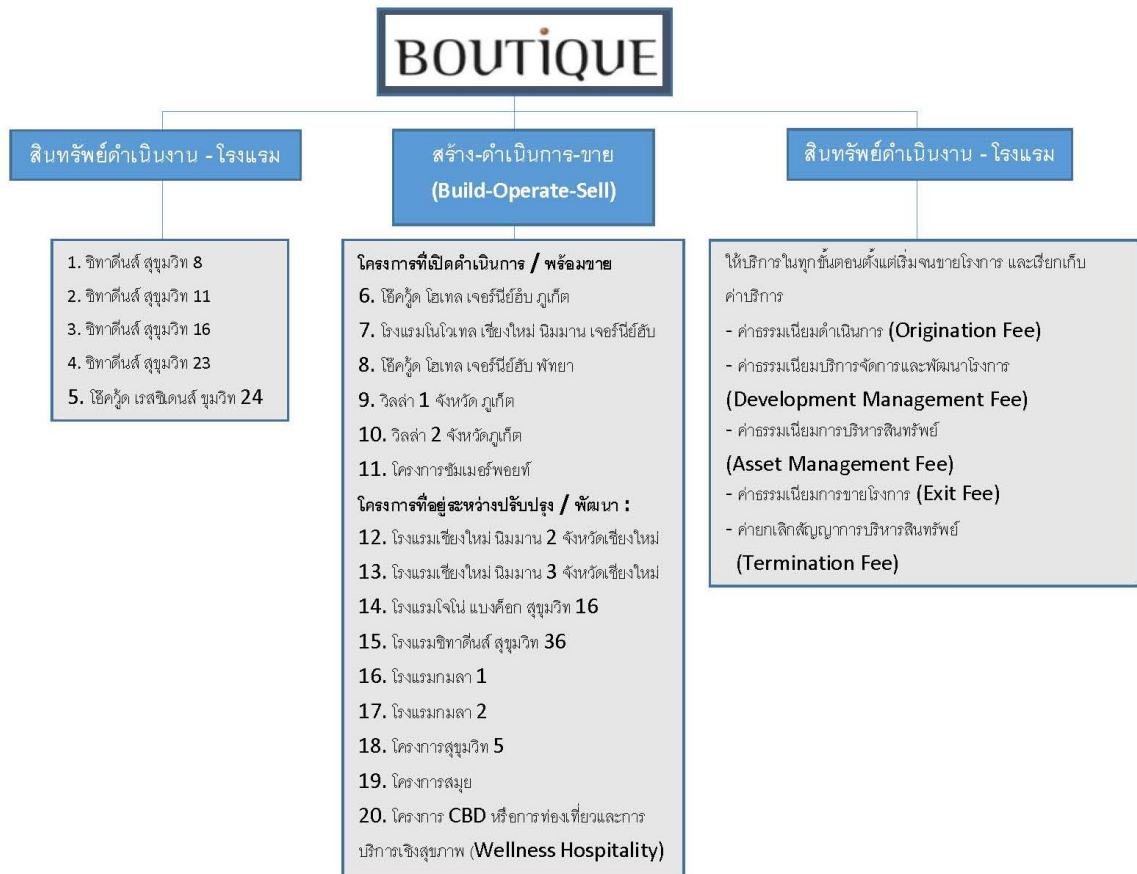 BOUTIQUE
สินทรัพย์ดำเนินงาน - โรงแรม
1. ซิทาดีนส์ สุขุมวิท 8
2. ซิทาดีนส์ สุขุมวิท 11
3. ซิทาดีนส์ สุขุมวิท 16
4. ซิทาดีนส์ สุขุมวิท 23
5. โอ๊ควู้ด เรสซิเดนส์ ขุมวิท 24
สร้าง-ดำเนินการ-ขาย
(Build-Operate-Sell)
โครงการที่เปิดดำเนินการ / พร้อมขาย
6. โอ๊ควู้ด โฮเทล เจอร์นีย์ฮับ ภูเก็ต
7. โรงแรมโนโวเทล เชียงใหม่ นิมมาน เจอร์นีย์ฮับ
8. โอ๊ควู้ด โฮเทล เจอร์นีย์ฮับ พัทยา
9. วิลล่า 1 จังหวัด ภูเก็ต
10. วิลล่า 2 จังหวัดภูเก็ต
11. โครงการซัมเมอร์พอยท์
โครงการที่อยู่ระหว่างปรับปรุง / พัฒนา :
12. โรงแรมเชียงใหม่ นิมมาน 2 จังหวัดเชียงใหม่
13. โรงแรมเชียงใหม่ นิมมาน 3 จังหวัดเชียงใหม่
14. โรงแรมโจโน่ แบงค็อก สุขุมวิท 16
15. โรงแรมซิทาดีนส์ สุขุมวิท 36
16. โรงแรมกมลา 1
17. โรงแรมกมลา 2
18. โครงการสุขุมวิท 5
19. โครงการสมุย
20. โครงการ CBD หรือการท่องเที่ยวและการ
บริการเชิงสุขภาพ (Wellness Hospitality)
สินทรัพย์ดำเนินงาน - โรงแรม
ให้บริการในทุกขั้นตอนตั้งแต่เริ่มจนขายโรงการ และเรียกเก็บ
ค่าบริการ
- ค่าธรรมเนียมดำเนินการ (Origination Fee)
- ค่าธรรมเนียมบริการจัดการและพัฒนาโรงการ
(Development Management Fee)
- ค่าธรรมเนียมการบริหารสินทรัพย์
(Asset Management Fee)
- ค่าธรรมเนียมการขายโรงการ (Exit Fee)
- ค่ายกเลิกสัญญาการบริหารสินทรัพย์
(Termination Fee)